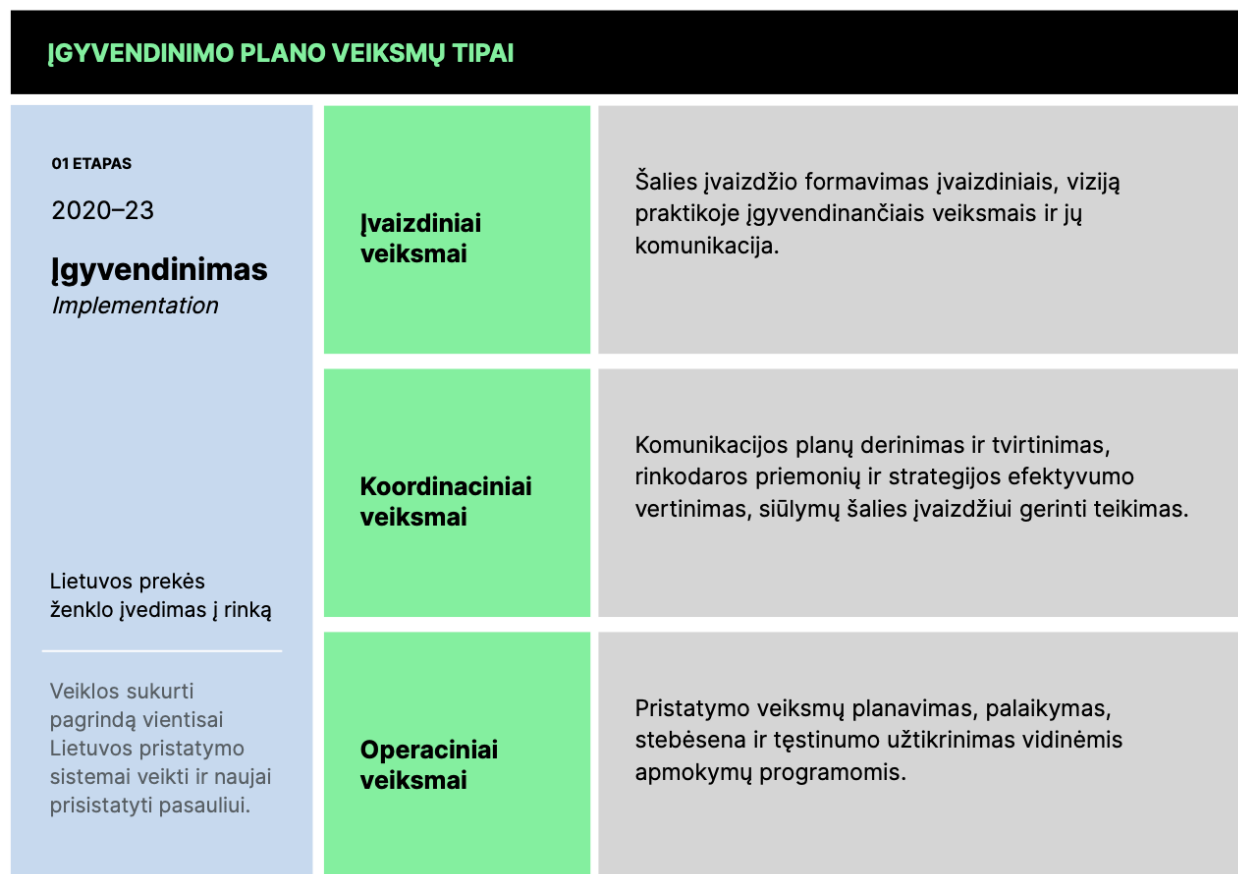 ĮGYVENDINIMO PLANO VEIKSMŲ TIPAI
01 ETAPAS
2020–23
Įgyvendinimas
Implementation
Lietuvos prekės
ženklo įvedimas į rinką
Veiklos sukurti
pagrindą vientisai
Lietuvos pristatymo
sistemai veikti ir naujai
prisistatyti pasauliui.
Įvaizdiniai
veiksmai
Šalies įvaizdžio formavimas įvaizdiniais, viziją
praktikoje įgyvendinančiais veiksmais ir jų
komunikacija.
Koordinaciniai
veiksmai
Komunikacijos planų derinimas ir tvirtinimas,
rinkodaros priemonių ir strategijos efektyvumo
vertinimas, siūlymų šalies įvaizdžiui gerinti teikimas.
Operaciniai
veiksmai
Pristatymo veiksmų planavimas, palaikymas,
stebėsena ir tęstinumo užtikrinimas vidinėmis
apmokymų programomis.